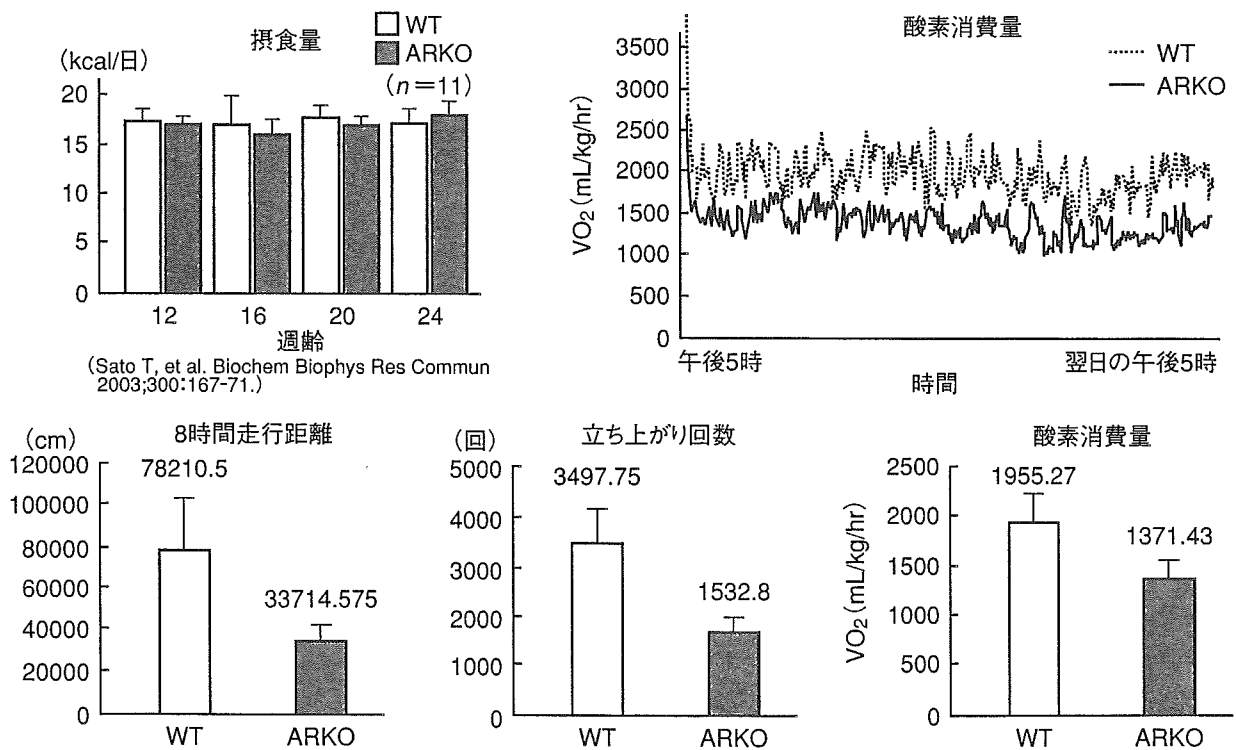 摂食量
WT
ARKO
(n=11)
(kcal/日)
20
15
10
5
0
12 16 20 24
週齢
(Sato T, et al. Biochem Biophys Res Commun
2003;300:167-71.)
酸素消費量
WT
ARKO
VO2(mL/kg/hr)
3500
3000
2500
2000
1500
1000
500
0
午後5時 翌日の午後5時
時間
8時間走行距離
(cm)
120000
100000
80000
60000
40000
20000
0
78210.5
33714.575
WT ARKO
立ち上がり回数
(回)
5000
4000
3000
2000
1000
0
3497.75
1532.8
WT ARKO
酸素消費量
VO2(mL/kg/hr)
2500
2000
1500
1000
500
0
1955.27
1371.43
WT ARKO